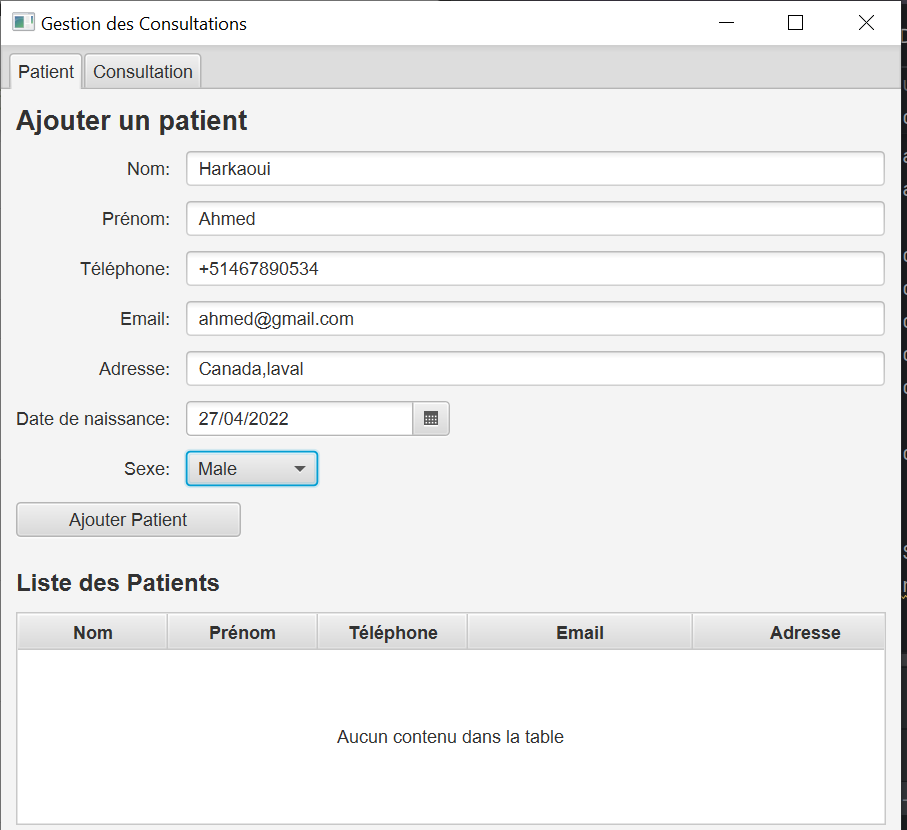 Gestion des Consultations
Patient Consultation
Ajouter un patient
Nom: Harkaoui
Prénom: Ahmed
Téléphone: +51467890534
Email: ahmed@gmail.com
Adresse: Canada,laval
Date de naissance: 27/04/2022
Sexe: Male
Ajouter Patient
Liste des Patients
Nom Prénom Téléphone Email Adresse
Aucun contenu dans la table